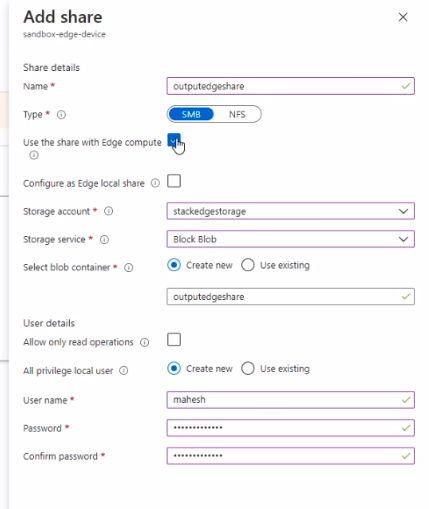 Add share
sandbox-edge-device
Share details
Name * outputedgeshare
Type * SMB NFS
Use the share with Edge compute
Configure as Edge local share
Storage account * stackedgestorage
Storage service * Block Blob
Select blob container * Create new Use existing
outputedgeshare
User details
Allow only read operations
All privilege local user Create new Use existing
User name * mahesh
Password * •••••••••••••
Confirm password * •••••••••••••